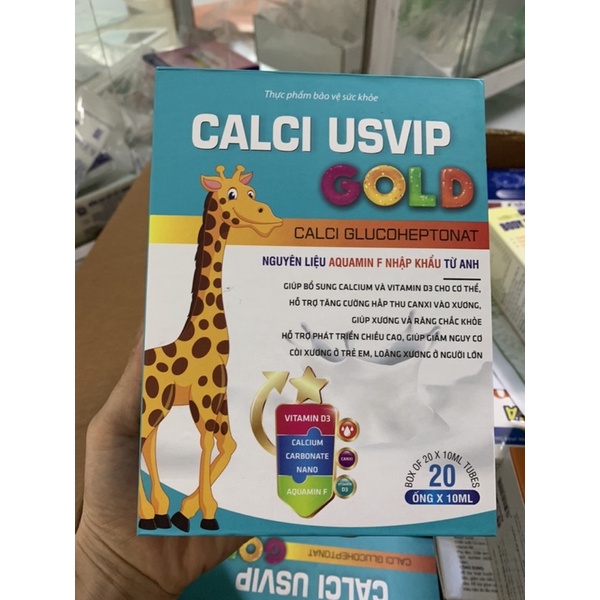 Thực phẩm bảo vệ sức khỏe
CALCI USVIP
GOLD
CALCI GLUCOHEPTONAT
NGUYÊN LIỆU AQUAMIN F NHẬP KHẨU TỪ ANH
GIÚP BỔ SUNG CALCIUM VÀ VITAMIN D3 CHO CƠ THỂ,
HỖ TRỢ TĂNG CƯỜNG HẤP THU CANXI VÀO XƯƠNG,
GIÚP XƯƠNG VÀ RĂNG CHẮC KHỎE
HỖ TRỢ PHÁT TRIỂN CHIỀU CAO, GIÚP GIẢM NGUY CƠ
CÒI XƯƠNG Ở TRẺ EM, LOÃNG XƯƠNG Ở NGƯỜI LỚN
VITAMIN D3
CALCIUM
CARBONATE
NANO
AQUAMIN F
CANXI
D3
BOX OF 20 X 10ML TUBES
20
ỐNG X 10ML
CALCI GLUCOHEPTONAT
GOLD
CALCI USVIP